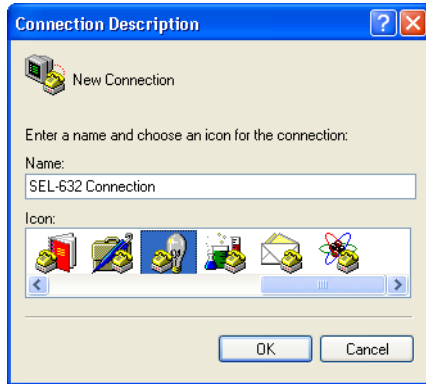 Connection Description
New Connection
Enter a name and choose an icon for the connection:
Name:
SEL-632 Connection
Icon:
OK
Cancel